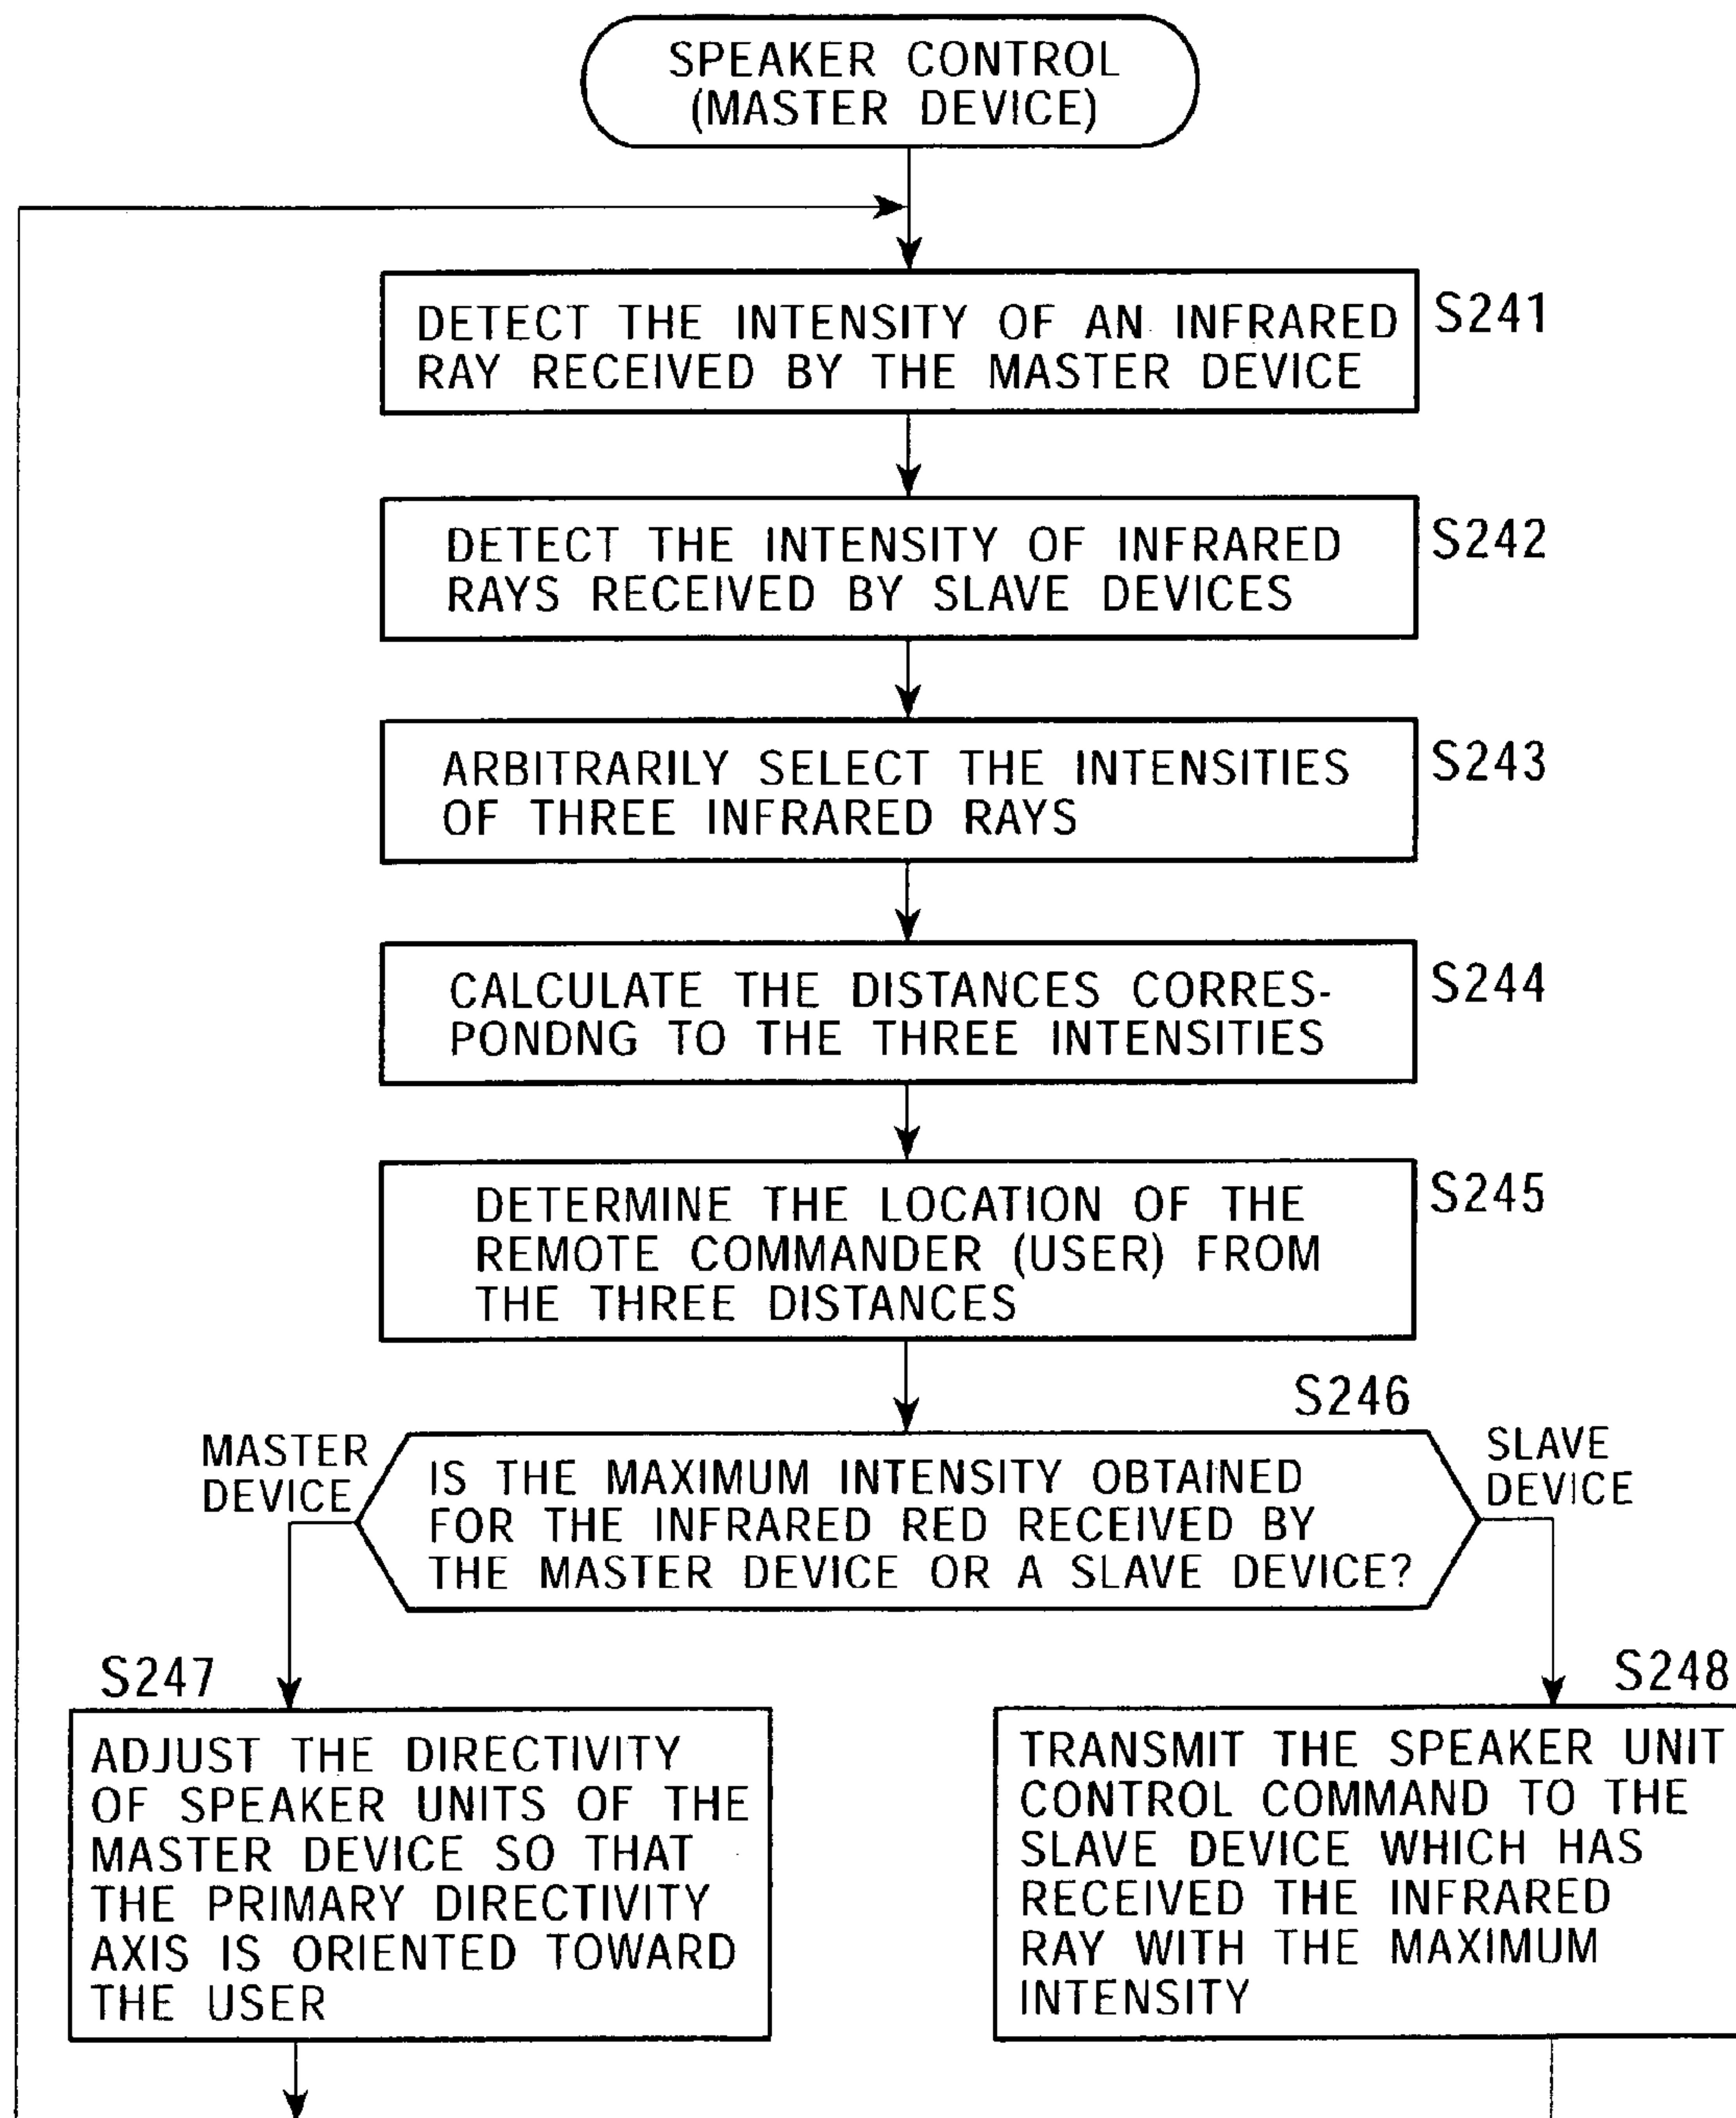 SPEAKER CONTROL
(MASTER DEVICE)
DETECT THE INTENSITY OF AN INFRARED
RAY RECEIVED BY THE MASTER DEVICE
S241
DETECT THE INTENSITY OF INFRARED
RAYS RECEIVED BY SLAVE DEVICES
S242
ARBITRARILY SELECT THE INTENSITIES
OF THREE INFRARED RAYS
S243
CALCULATE THE DISTANCES CORRES-
PONDNG TO THE THREE INTENSITIES
S244
DETERMINE THE LOCATION OF THE
REMOTE COMMANDER (USER) FROM
THE THREE DISTANCES
S245
S246
MASTER
DEVICE
IS THE MAXIMUM INTENSITY OBTAINED
FOR THE INFRARED RED RECEIVED BY
THE MASTER DEVICE OR A SLAVE DEVICE?
SLAVE
DEVICE
S247
ADJUST THE DIRECTIVITY
OF SPEAKER UNITS OF THE
MASTER DEVICE SO THAT
THE PRIMARY DIRECTIVITY
AXIS IS ORIENTED TOWARD
THE USER
S248
TRANSMIT THE SPEAKER UNIT
CONTROL COMMAND TO THE
SLAVE DEVICE WHICH HAS
RECEIVED THE INFRARED
RAY WITH THE MAXIMUM
INTENSITY